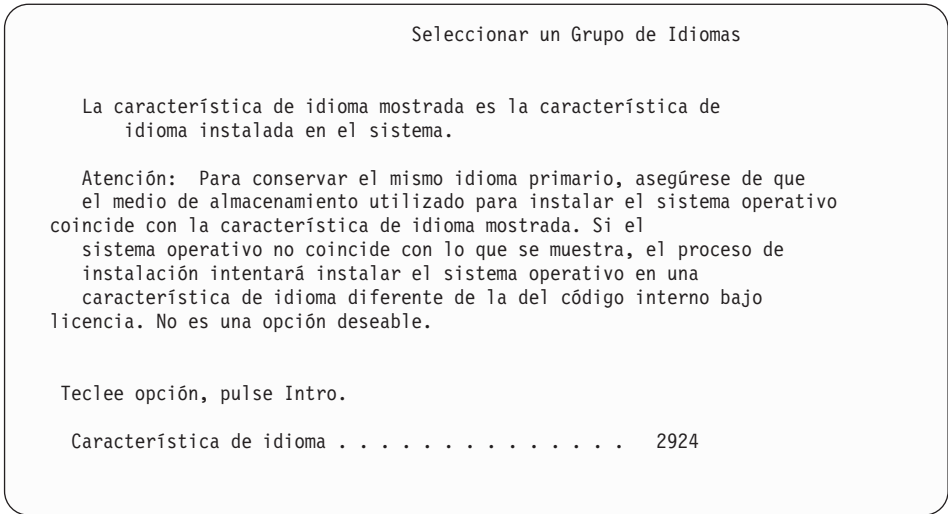 Seleccionar un Grupo de Idiomas
La característica de idioma mostrada es la característica de
idioma instalada en el sistema.
Atención: Para conservar el mismo idioma primario, asegúrese de que
el medio de almacenamiento utilizado para instalar el sistema operativo
coincide con la característica de idioma mostrada. Si el
sistema operativo no coincide con lo que se muestra, el proceso de
instalación intentará instalar el sistema operativo en una
característica de idioma diferente de la del código interno bajo
licencia. No es una opción deseable.
Teclee opción, pulse Intro.
Característica de idioma . . . . . . . . . . . . . . 2924